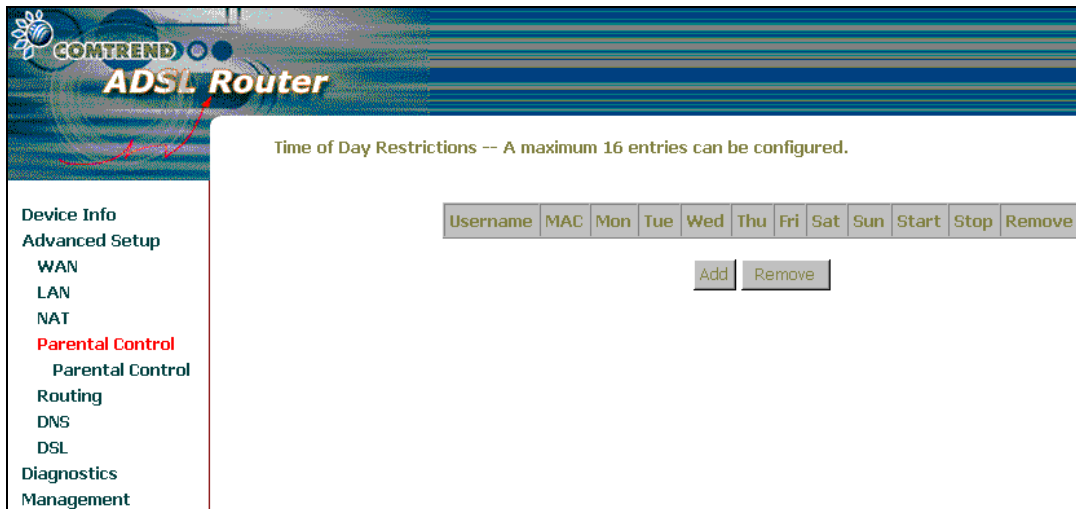 COMTREND
ADSL Router
Time of Day Restrictions -- A maximum 16 entries can be configured.
Username MAC Mon Tue Wed Thu Fri Sat Sun Start Stop Remove
Add Remove
Device Info
Advanced Setup
WAN
LAN
NAT
Parental Control
Parental Control
Routing
DNS
DSL
Diagnostics
Management